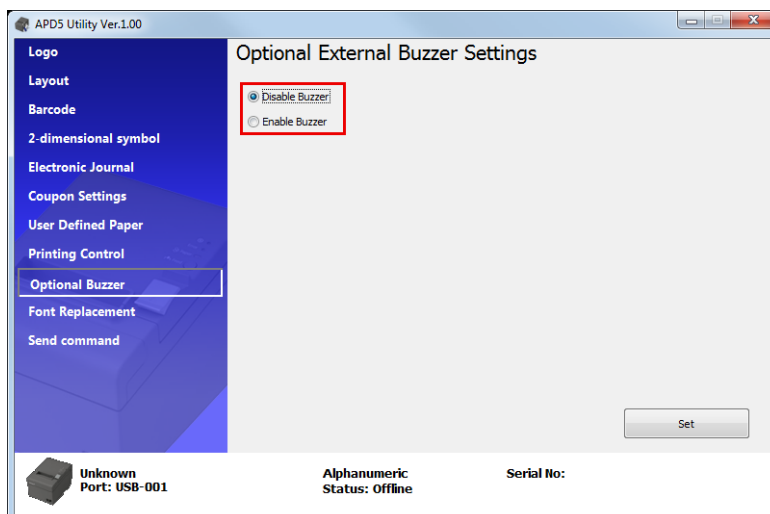 APD5 Utility Ver.1.00
Logo
Layout
Barcode
2-dimensional symbol
Electronic Journal
Coupon Settings
User Defined Paper
Printing Control
Optional Buzzer
Font Replacement
Send command
Optional External Buzzer Settings
Disable Buzzer
Enable Buzzer
Set
Unknown
Port: USB-001
Alphanumeric
Status: Offline
Serial No: